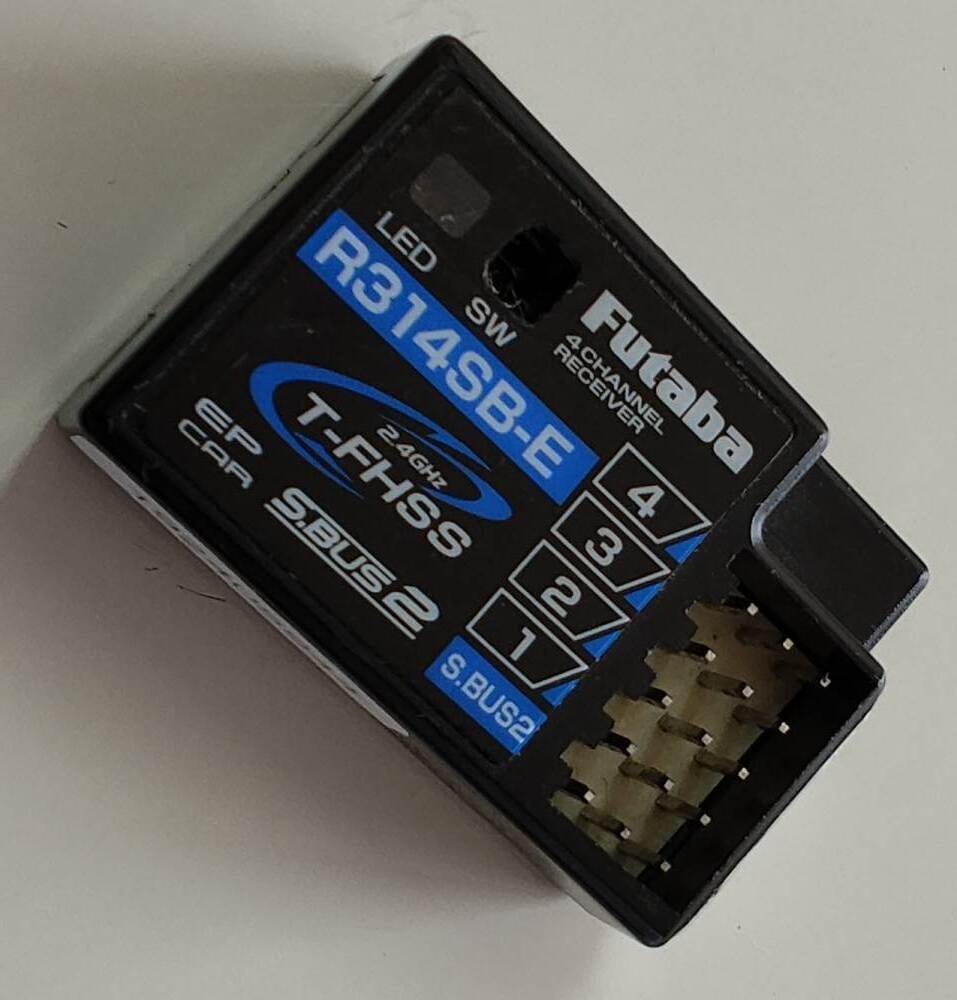 LED
SW
Futaba
4 CHANNEL
RECEIVER
R314SB-E
2.4GHz
T-FHSS
EP
CAR
S.BUS2
4
3
2
1
S.BUS2